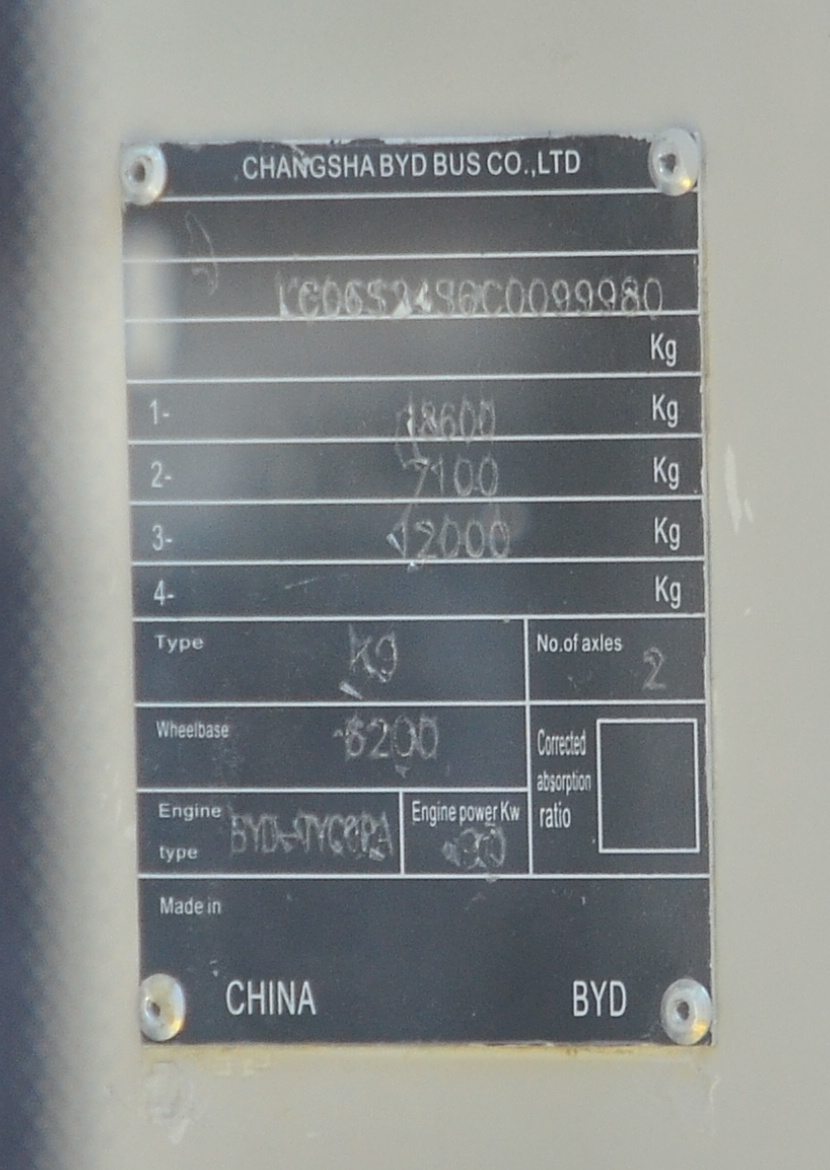 CHANGSHA BYD BUS CO.,LTD
Kg
1- 18600 Kg
2- 7100 Kg
3- 12000 Kg
4- Kg
Type K9 No.of axles 2
Wheelbase 6200 Corrected absorption ratio
Engine type Engine power Kw
Made in
CHINA BYD